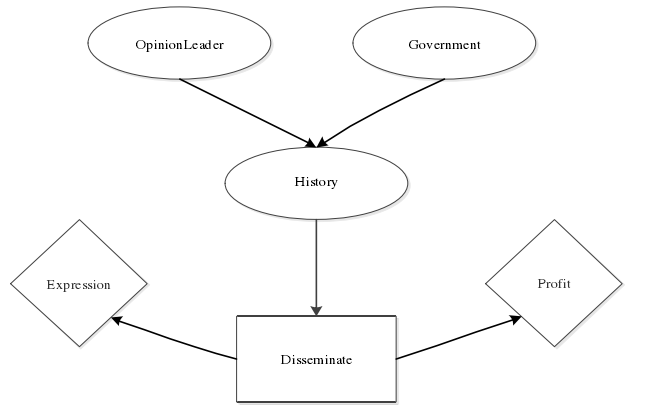 OpinionLeader
Government
History
Expression
Profit
Disseminate